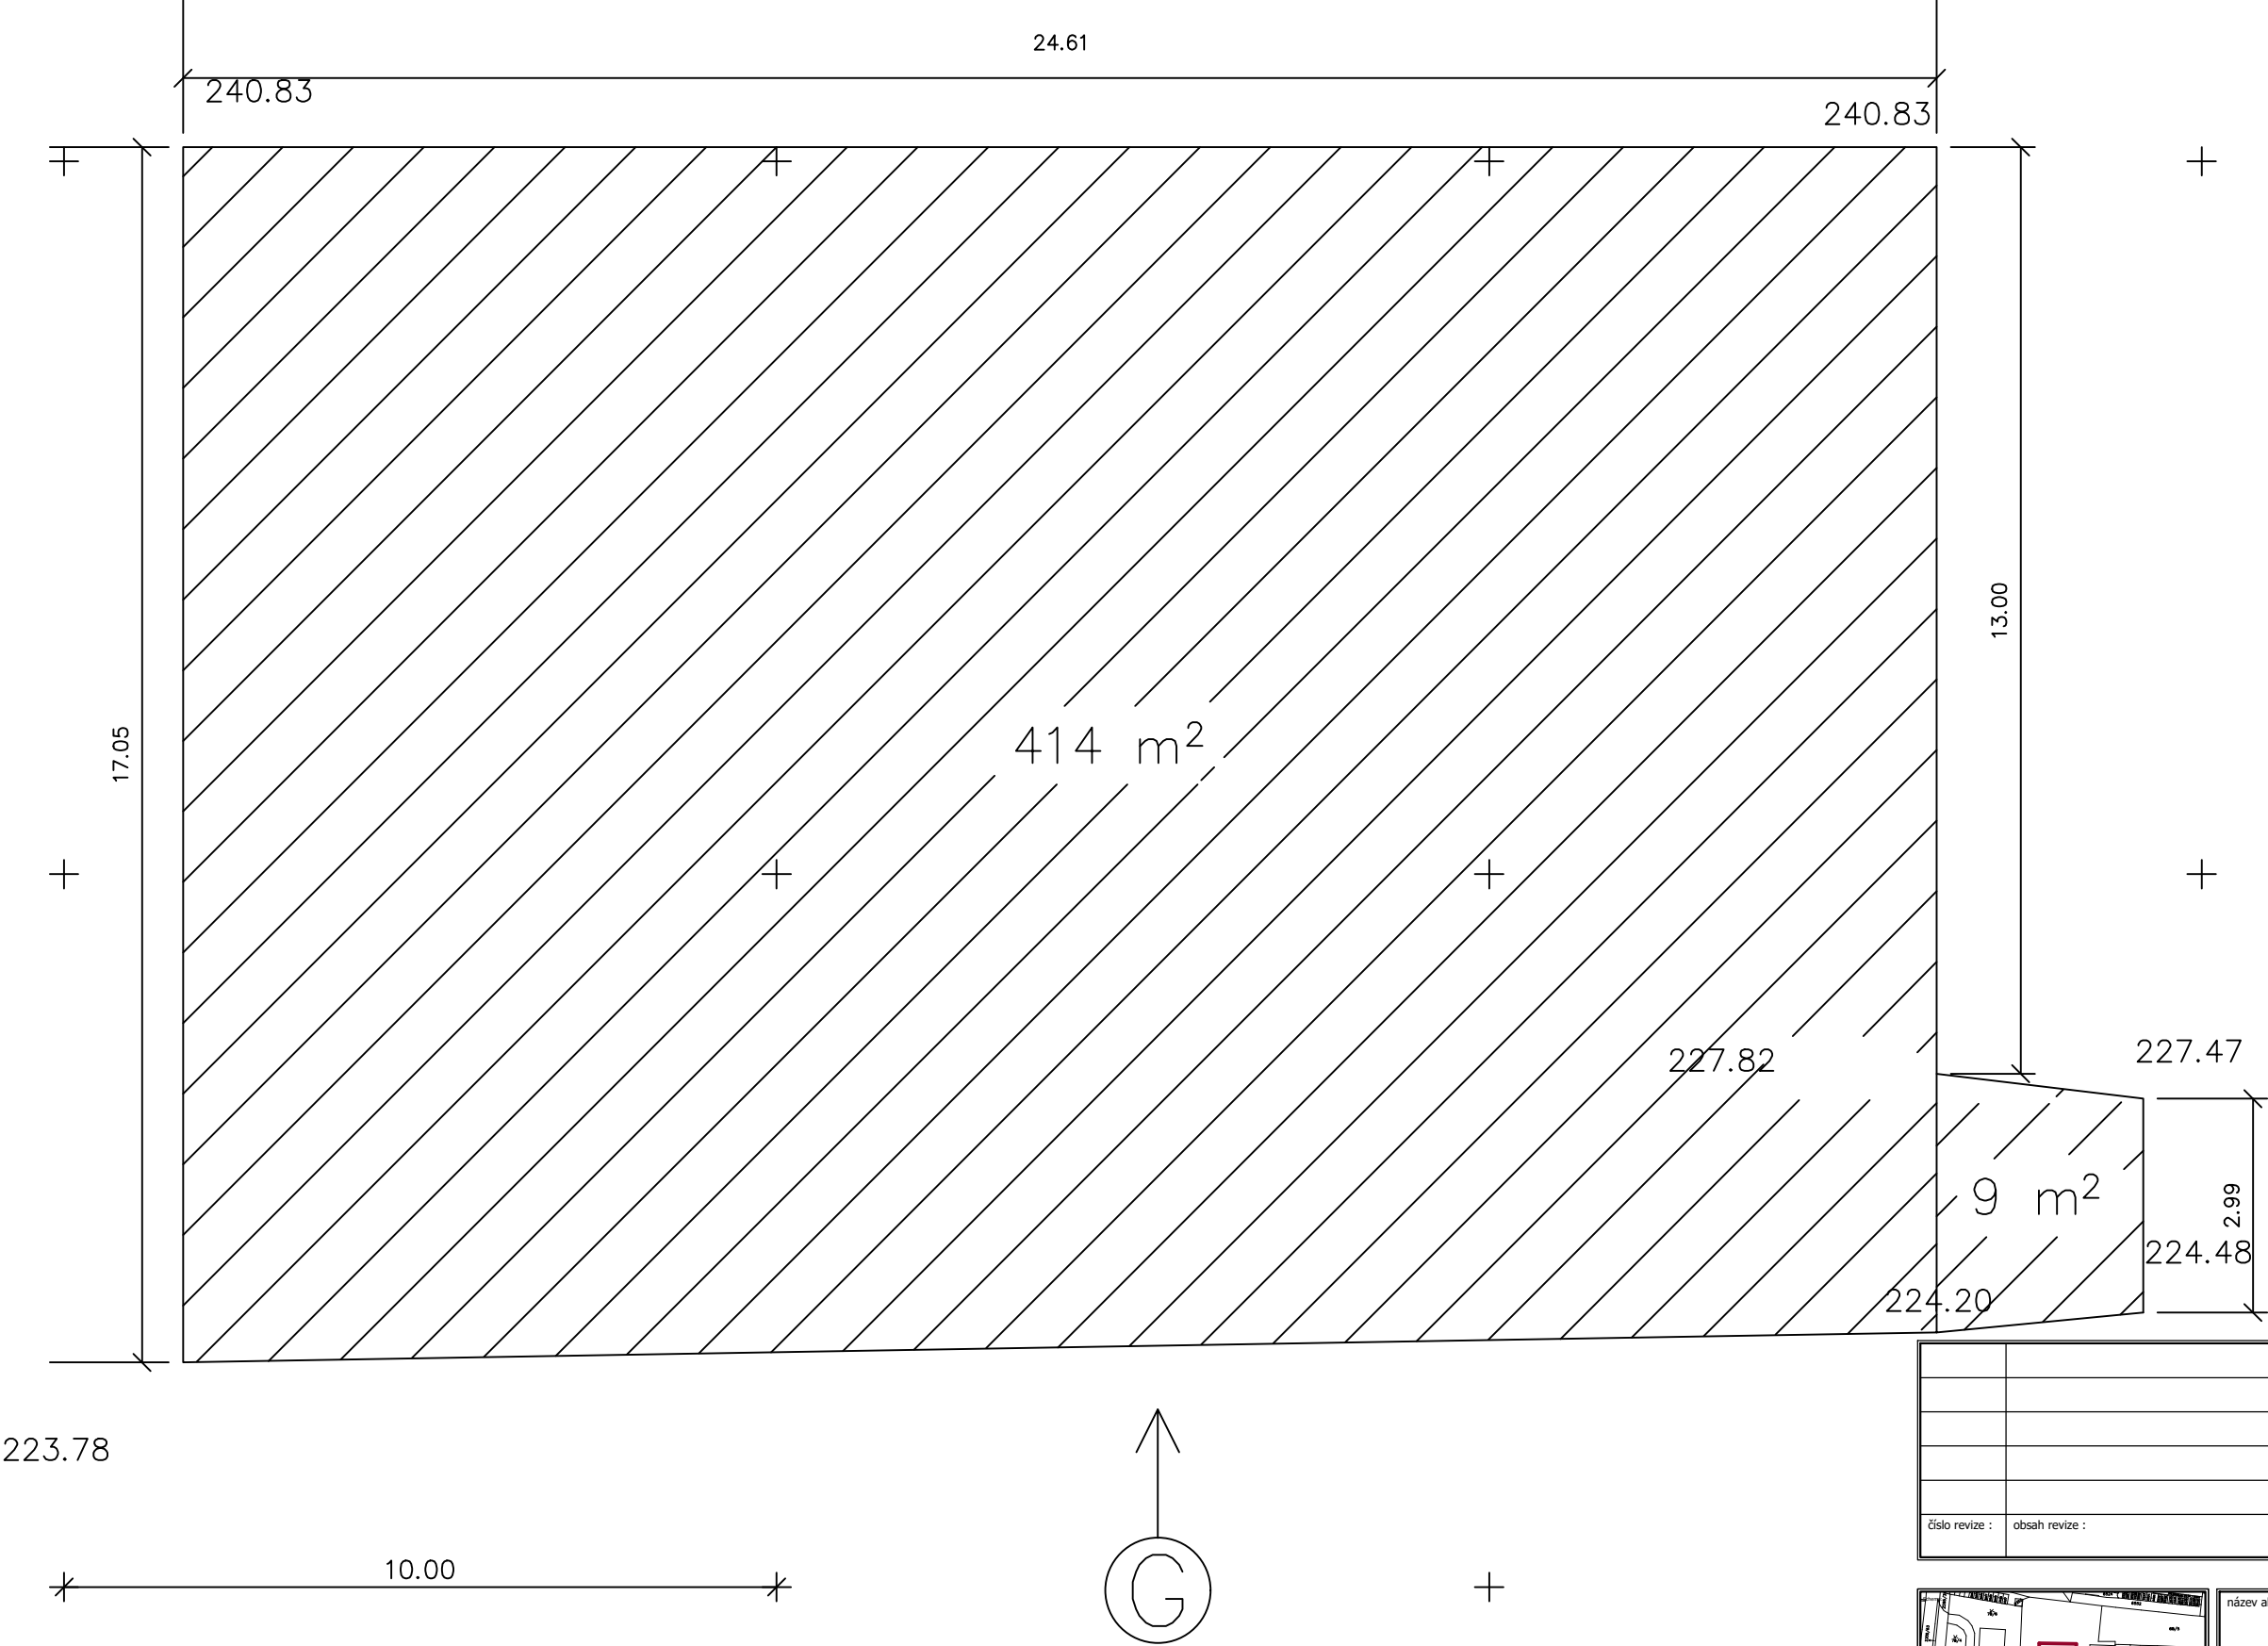 24.61
240.83
240.83
13.00
17.05
414 m²
227.82
227.47
9 m²
2.99
224.48
224.20
223.78
číslo revize :
obsah revize :
10.00
G